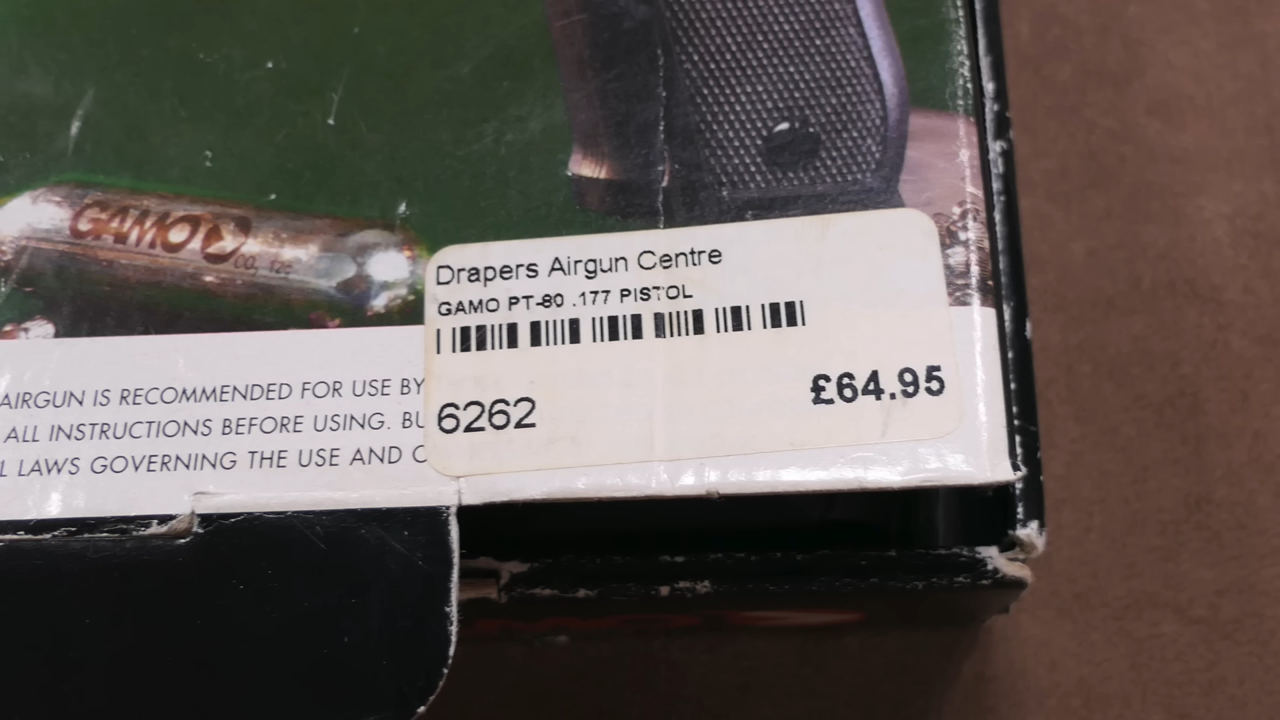 GAMO
CO₂ 12g
Drapers Airgun Centre
GAMO PT-80 .177 PISTOL
£64.95
6262
AIRGUN IS RECOMMENDED FOR USE BY
ALL INSTRUCTIONS BEFORE USING. BU
L LAWS GOVERNING THE USE AND